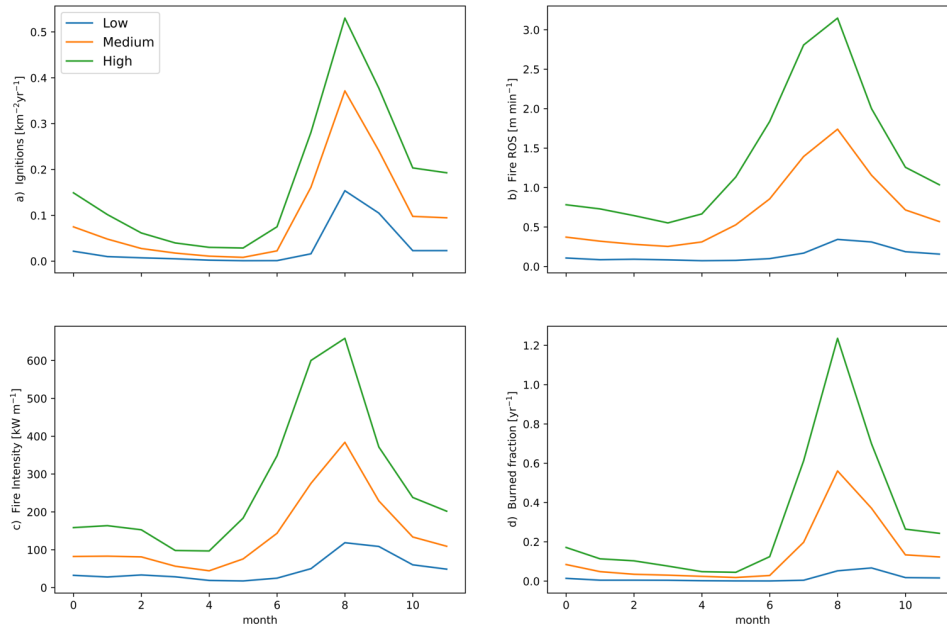 Low
Medium
High
a) Ignitions [km⁻²yr⁻¹]
0.5
0.4
0.3
0.2
0.1
0.0
b) Fire ROS [m min⁻¹]
3.0
2.5
2.0
1.5
1.0
0.5
0.0
c) Fire Intensity [kW m⁻¹]
600
500
400
300
200
100
0
0 2 4 6 8 10
month
d) Burned fraction [yr⁻¹]
1.2
1.0
0.8
0.6
0.4
0.2
0.0
0 2 4 6 8 10
month